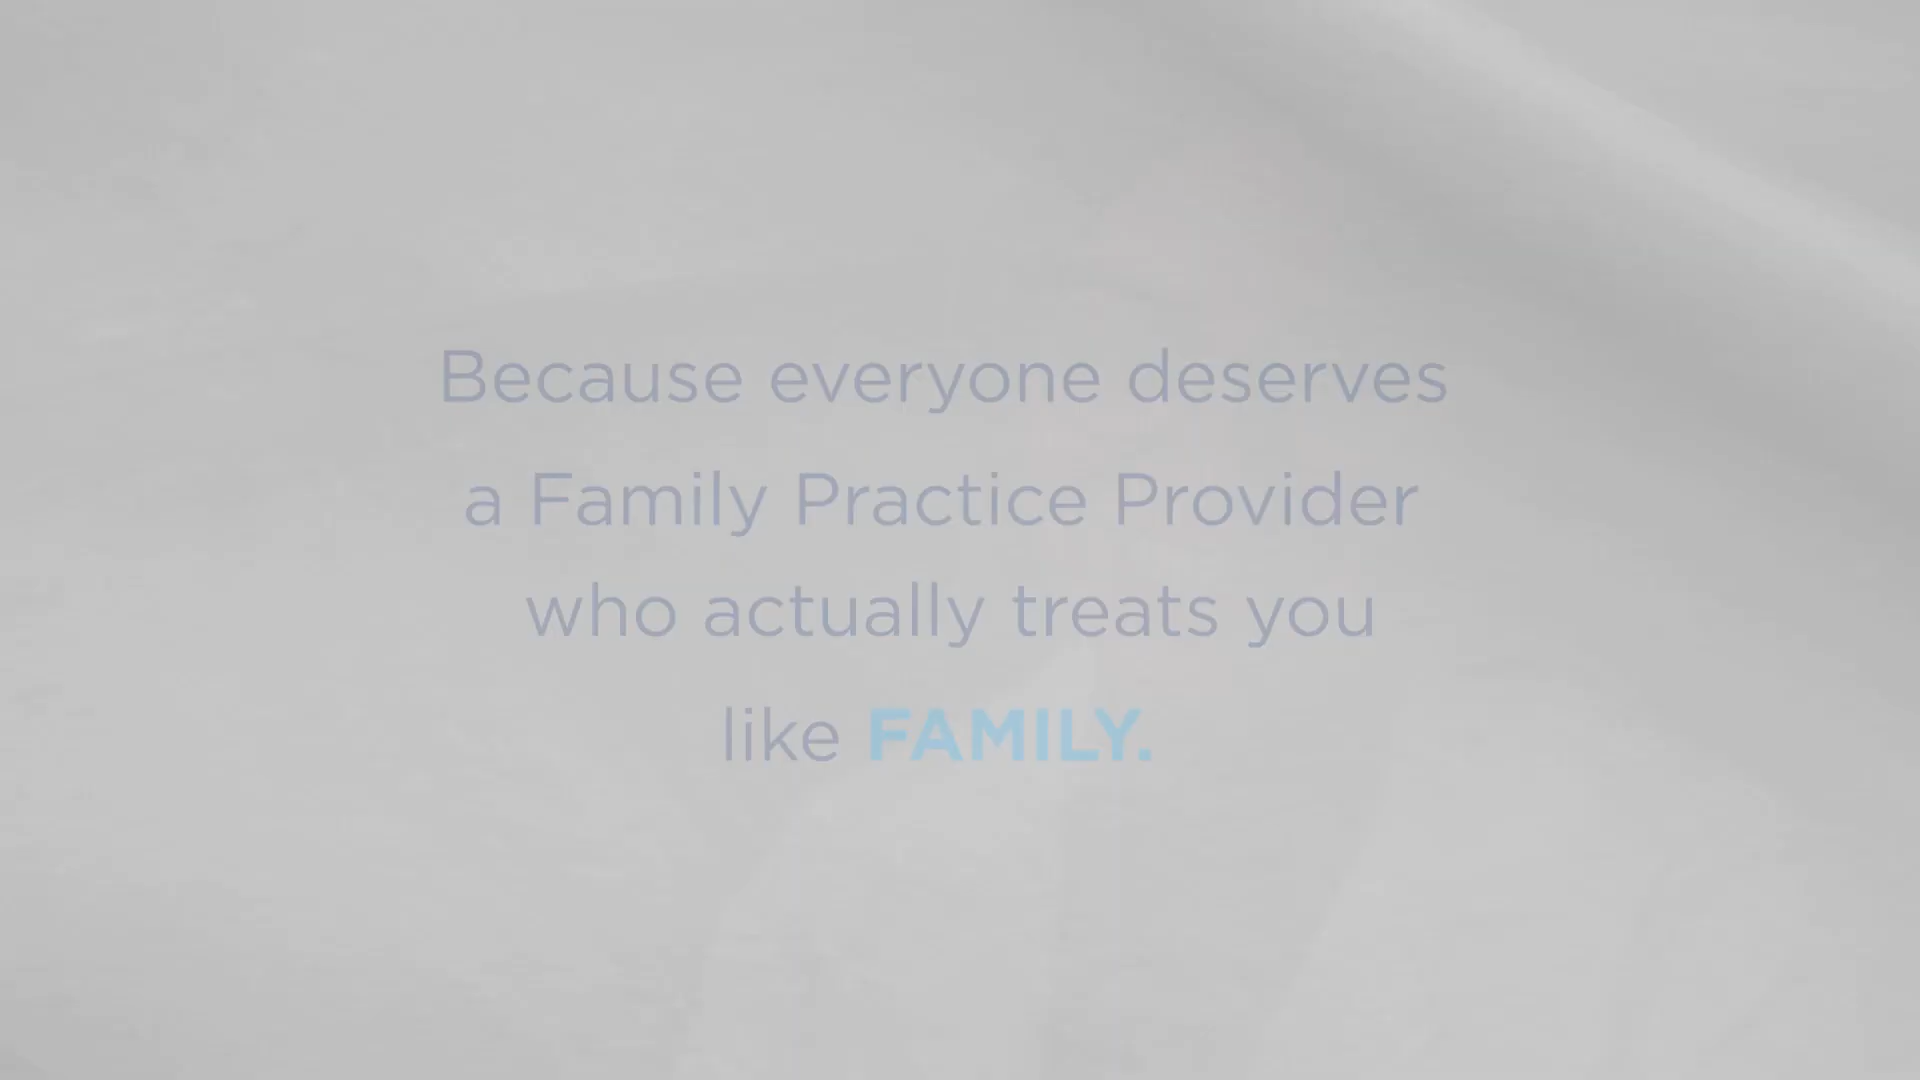 Because everyone deserves
a Family Practice Provider
who actually treats you
like FAMILY.